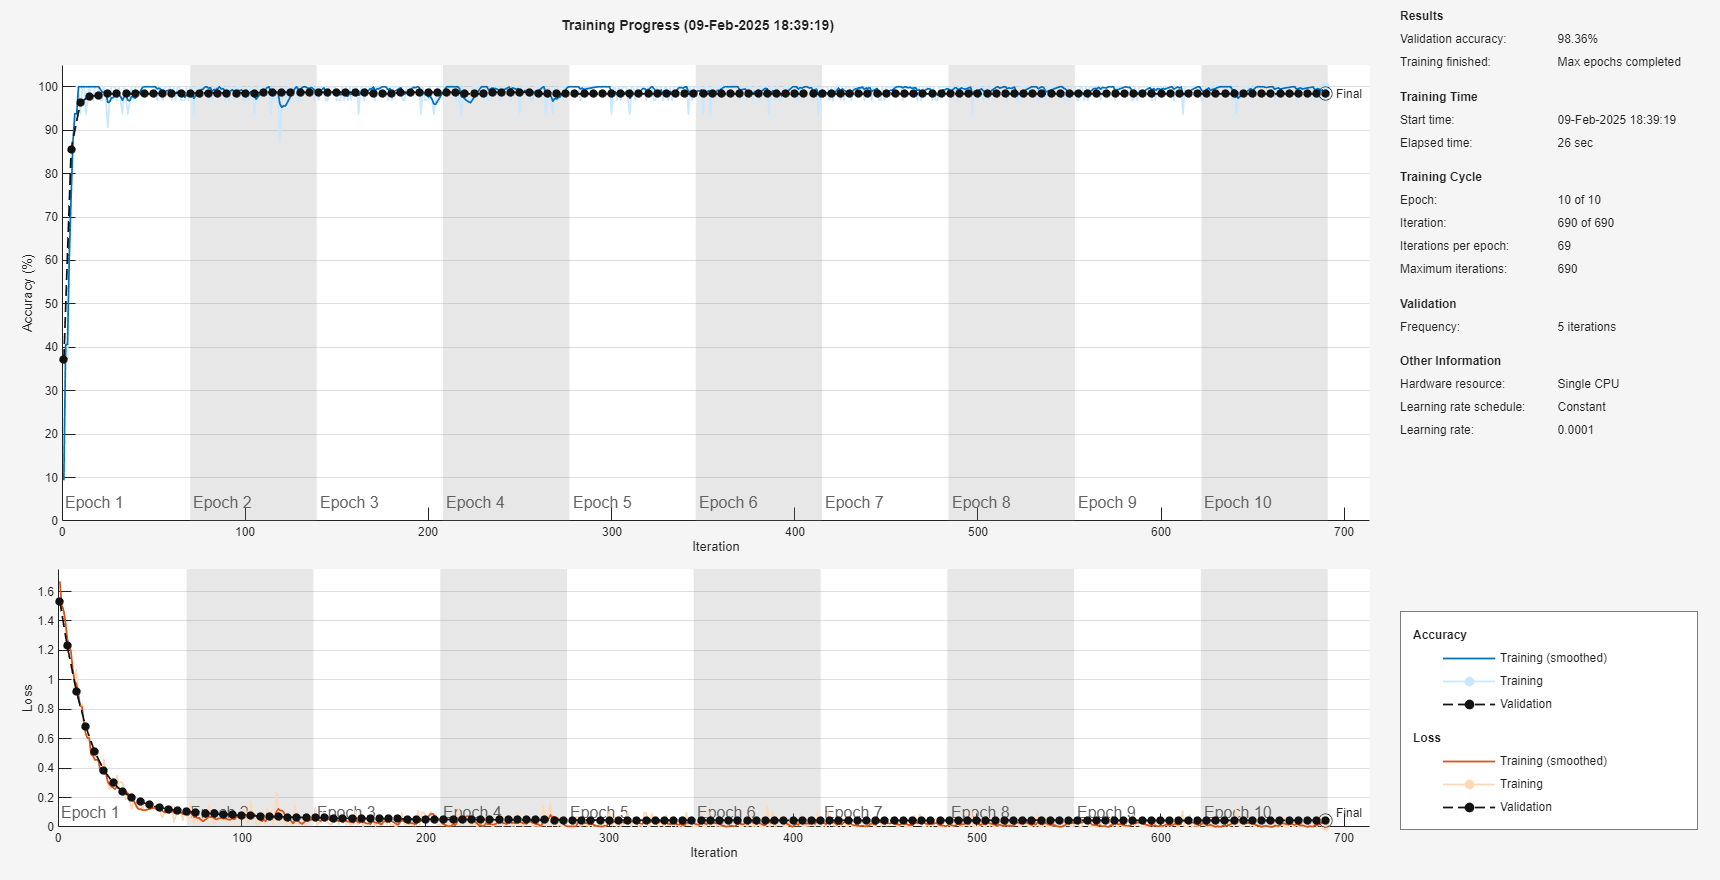 Training Progress (09-Feb-2025 18:39:19)
100
90
80
70
60
50
40
30
20
10
0
Accuracy (%)
Final
Epoch 1 Epoch 2 Epoch 3 Epoch 4 Epoch 5 Epoch 6 Epoch 7 Epoch 8 Epoch 9 Epoch 10
0 100 200 300 400 500 600 700
Iteration
1.6
1.4
1.2
1
0.8
0.6
0.4
0.2
0
Loss
Epoch 1 Epoch 2 Epoch 3 Epoch 4 Epoch 5 Epoch 6 Epoch 7 Epoch 8 Epoch 9 Epoch 10
Final
0 100 200 300 400 500 600 700
Iteration
Results
Validation accuracy: 98.36%
Training finished: Max epochs completed
Training Time
Start time: 09-Feb-2025 18:39:19
Elapsed time: 26 sec
Training Cycle
Epoch: 10 of 10
Iteration: 690 of 690
Iterations per epoch: 69
Maximum iterations: 690
Validation
Frequency: 5 iterations
Other Information
Hardware resource: Single CPU
Learning rate schedule: Constant
Learning rate: 0.0001
Accuracy
Training (smoothed)
Training
Validation
Loss
Training (smoothed)
Training
Validation